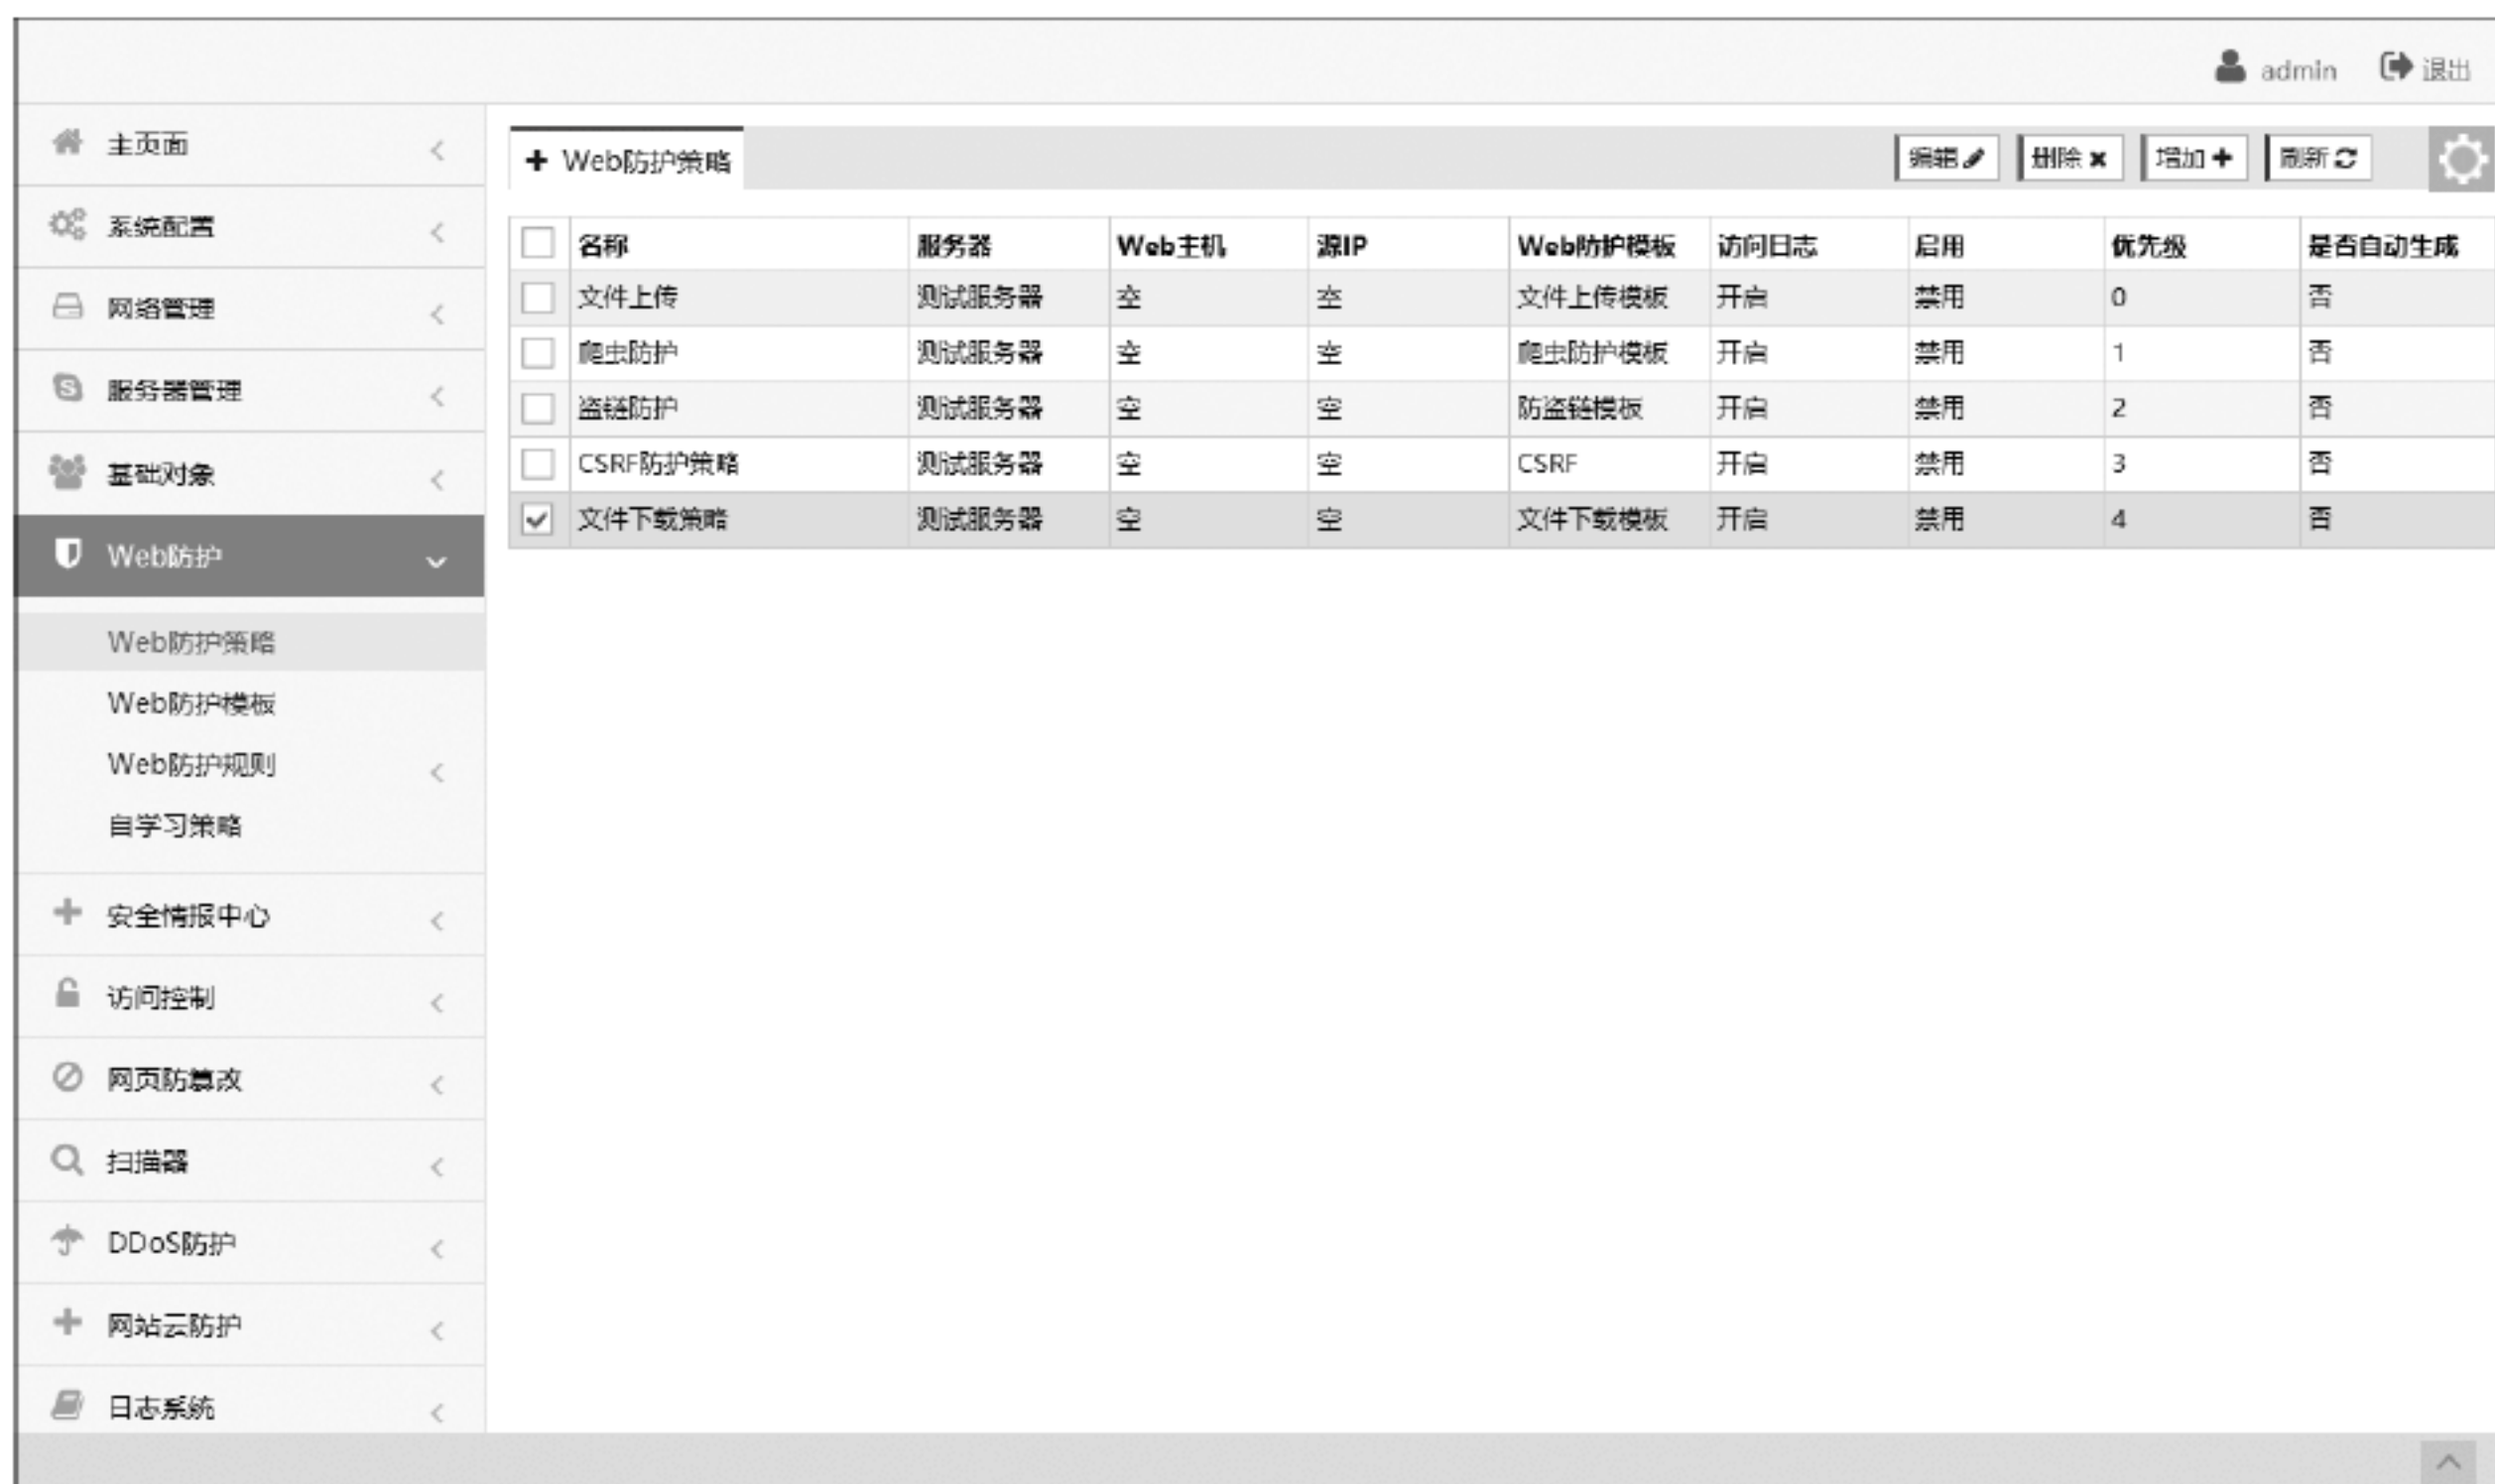 admin 退出
主页面
系统配置
网络管理
服务器管理
基础对象
Web防护
Web防护策略
Web防护模板
Web防护规则
自学习策略
安全情报中心
访问控制
网页防篡改
扫描器
DDoS防护
网站云防护
日志系统
Web防护策略 编辑 删除 增加 刷新
名称 服务器 Web主机 源IP Web防护模板 访问日志 启用 优先级 是否自动生成
文件上传 测试服务器 空 空 文件上传模板 开启 禁用 0 否
爬虫防护 测试服务器 空 空 爬虫防护模板 开启 禁用 1 否
盗链防护 测试服务器 空 空 防盗链模板 开启 禁用 2 否
CSRF防护策略 测试服务器 空 空 CSRF 开启 禁用 3 否
文件下载策略 测试服务器 空 空 文件下载模板 开启 禁用 4 否